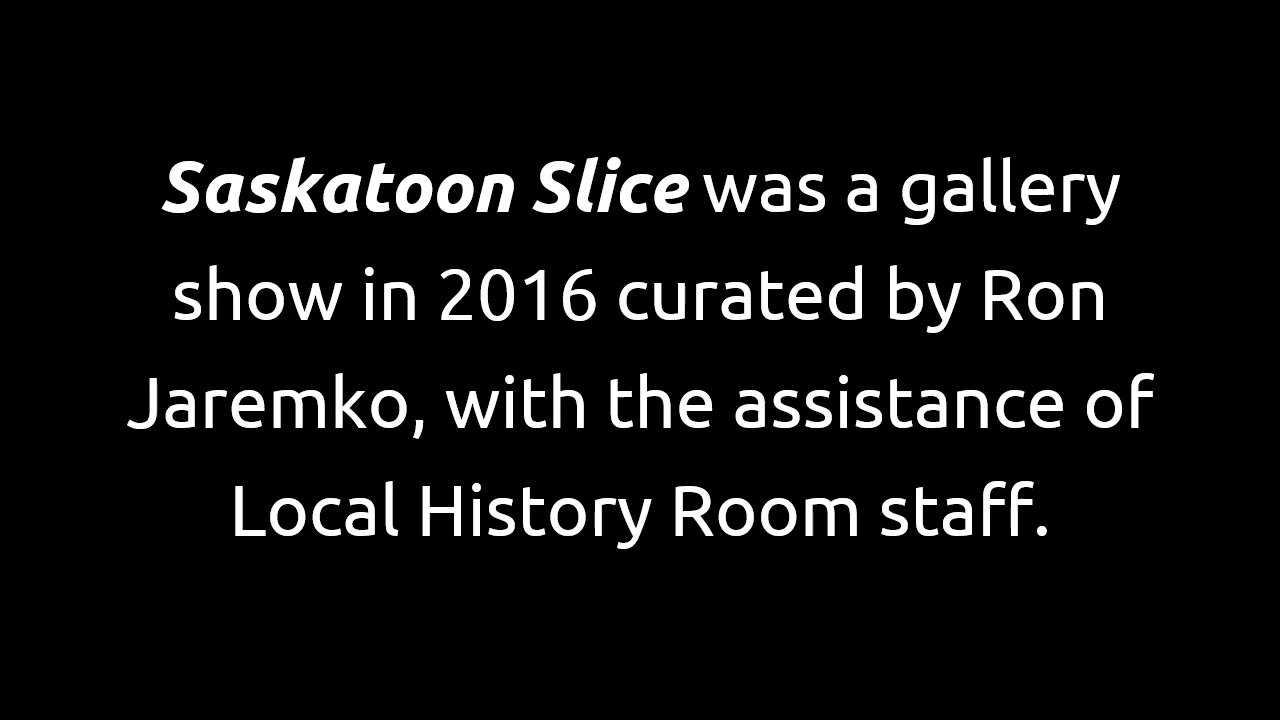 Saskatoon Slice was a gallery
show in 2016 curated by Ron
Jaremko, with the assistance of
Local History Room staff.